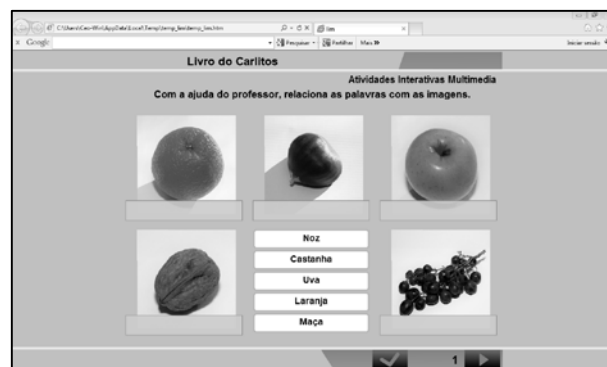 Google
Livro do Carlitos
Atividades Interativas Multimedia
Com a ajuda do professor, relaciona as palavras com as imagens.
Noz
Castanha
Uva
Laranja
Maça
1